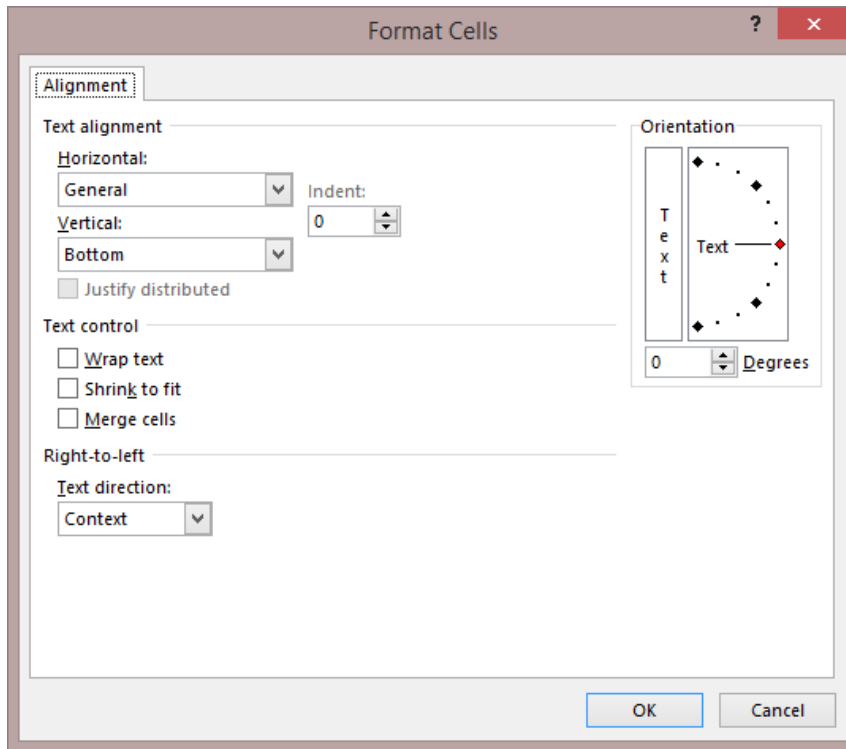 Format Cells
?
Alignment
Text alignment
Horizontal:
General
Indent:
0
Vertical:
Bottom
Justify distributed
Text control
Wrap text
Shrink to fit
Merge cells
Right-to-left
Text direction:
Context
Orientation
Text
Text
0 Degrees
OK Cancel